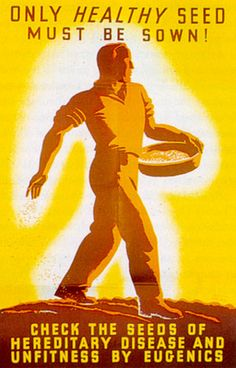 ONLY HEALTHY SEED
MUST BE SOWN!
CHECK THE SEEDS OF
HEREDITARY DISEASE AND
UNFITNESS BY EUGENICS